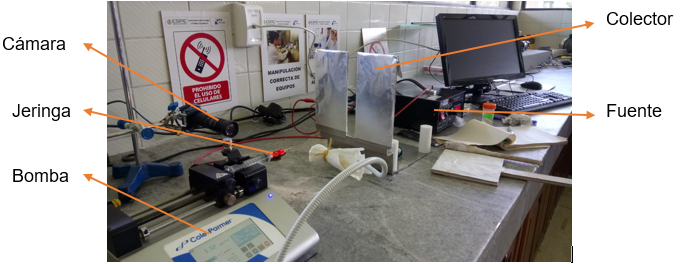 Cámara
Jeringa
Bomba
Colector
Fuente
PROHIBIDO
EL USO DE
CELULARES
MANIPULACIÓN
CORRECTA DE
EQUIPOS
Cole-Parmer